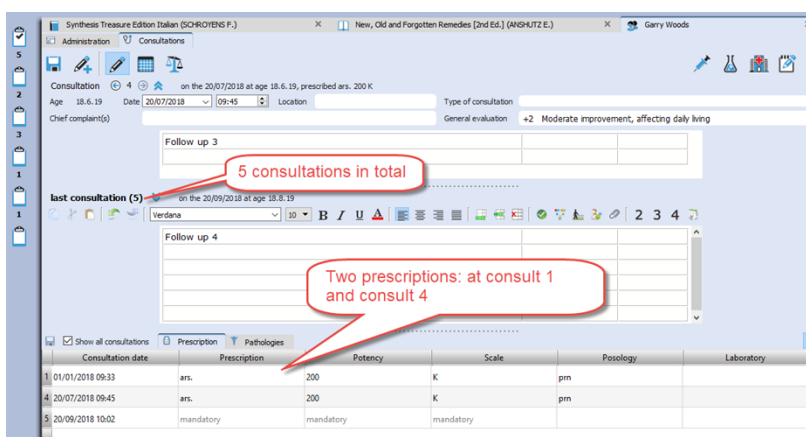 Synthesis Treasure Edition Italian (SCHROYENS F.)
New, Old and Forgotten Remedies [2nd Ed.] (ANSHUTZ E.)
Garry Woods
Administration
Consultations
5
2
3
1
1
Consultation
4
on the 20/07/2018 at age 18.6.19, prescribed ars. 200 K
Age 18.6.19 Date 20/07/2018 09:45 Location
Type of consultation
Chief complaint(s)
General evaluation +2 Moderate improvement, affecting daily living
Follow up 3
5 consultations in total
last consultation (5)
on the 20/09/2018 at age 18.8.19
Verdana 10 B I U A 2 3 4
Follow up 4
Two prescriptions: at consult 1
and consult 4
Show all consultations Prescription Pathologies
Consultation date Prescription Potency Scale Posology Laboratory
1 01/01/2018 09:33 ars. 200 K prn
4 20/07/2018 09:45 ars. 200 K prn
5 20/09/2018 10:02 mandatory mandatory mandatory